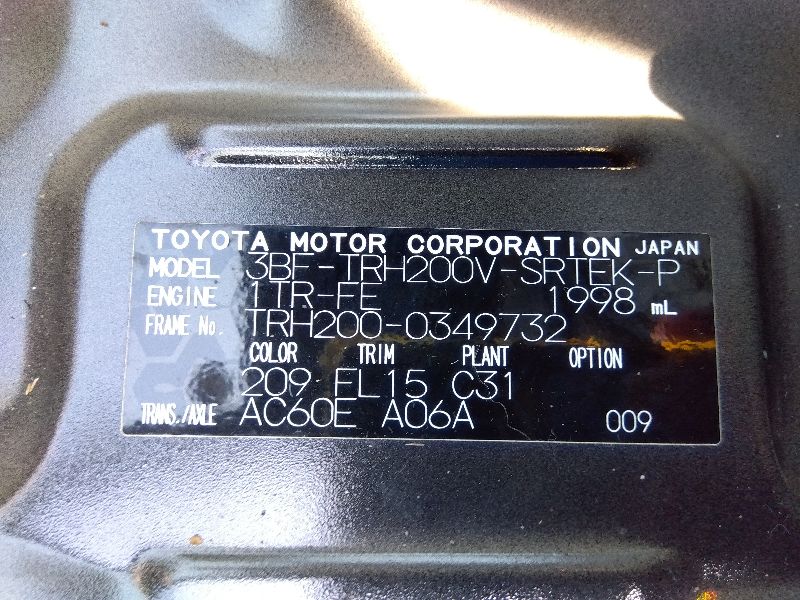 TOYOTA MOTOR CORPORATION JAPAN
MODEL 3BF-TRH200V-SRTEK-P
ENGINE 1TR-FE 1998 mL
FRAME No. TRH200-0349732
COLOR TRIM PLANT OPTION
209 FL15 C31
TRANS./AXLE AC60E A06A 009